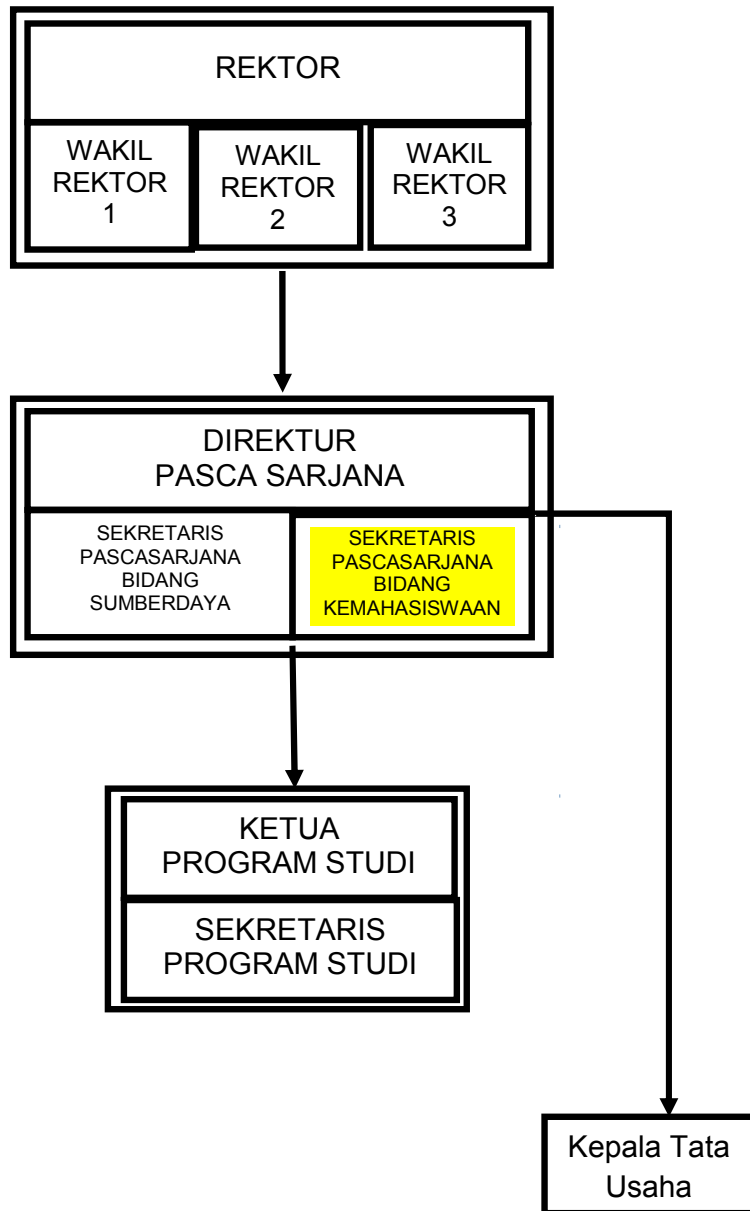 REKTOR
WAKIL
REKTOR
1
WAKIL
REKTOR
2
WAKIL
REKTOR
3
DIREKTUR
PASCA SARJANA
SEKRETARIS
PASCASARJANA
BIDANG
SUMBERDAYA
SEKRETARIS
PASCASARJANA
BIDANG
KEMAHASISWAAN
KETUA
PROGRAM STUDI
SEKRETARIS
PROGRAM STUDI
Kepala Tata
Usaha